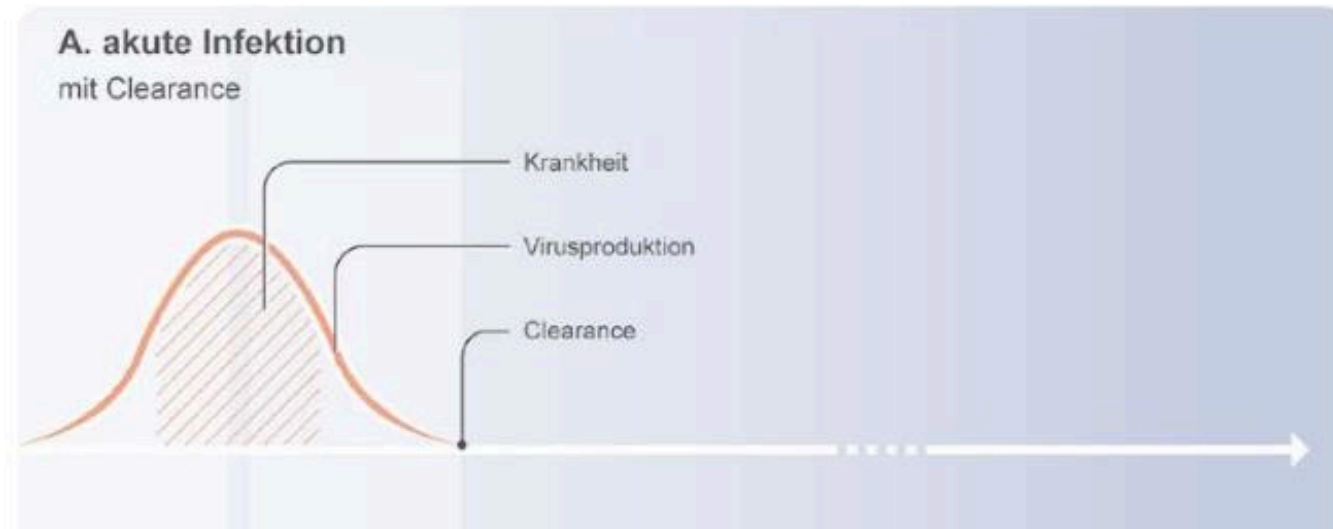 A. akute Infektion
mit Clearance
Krankheit
Virusproduktion
Clearance